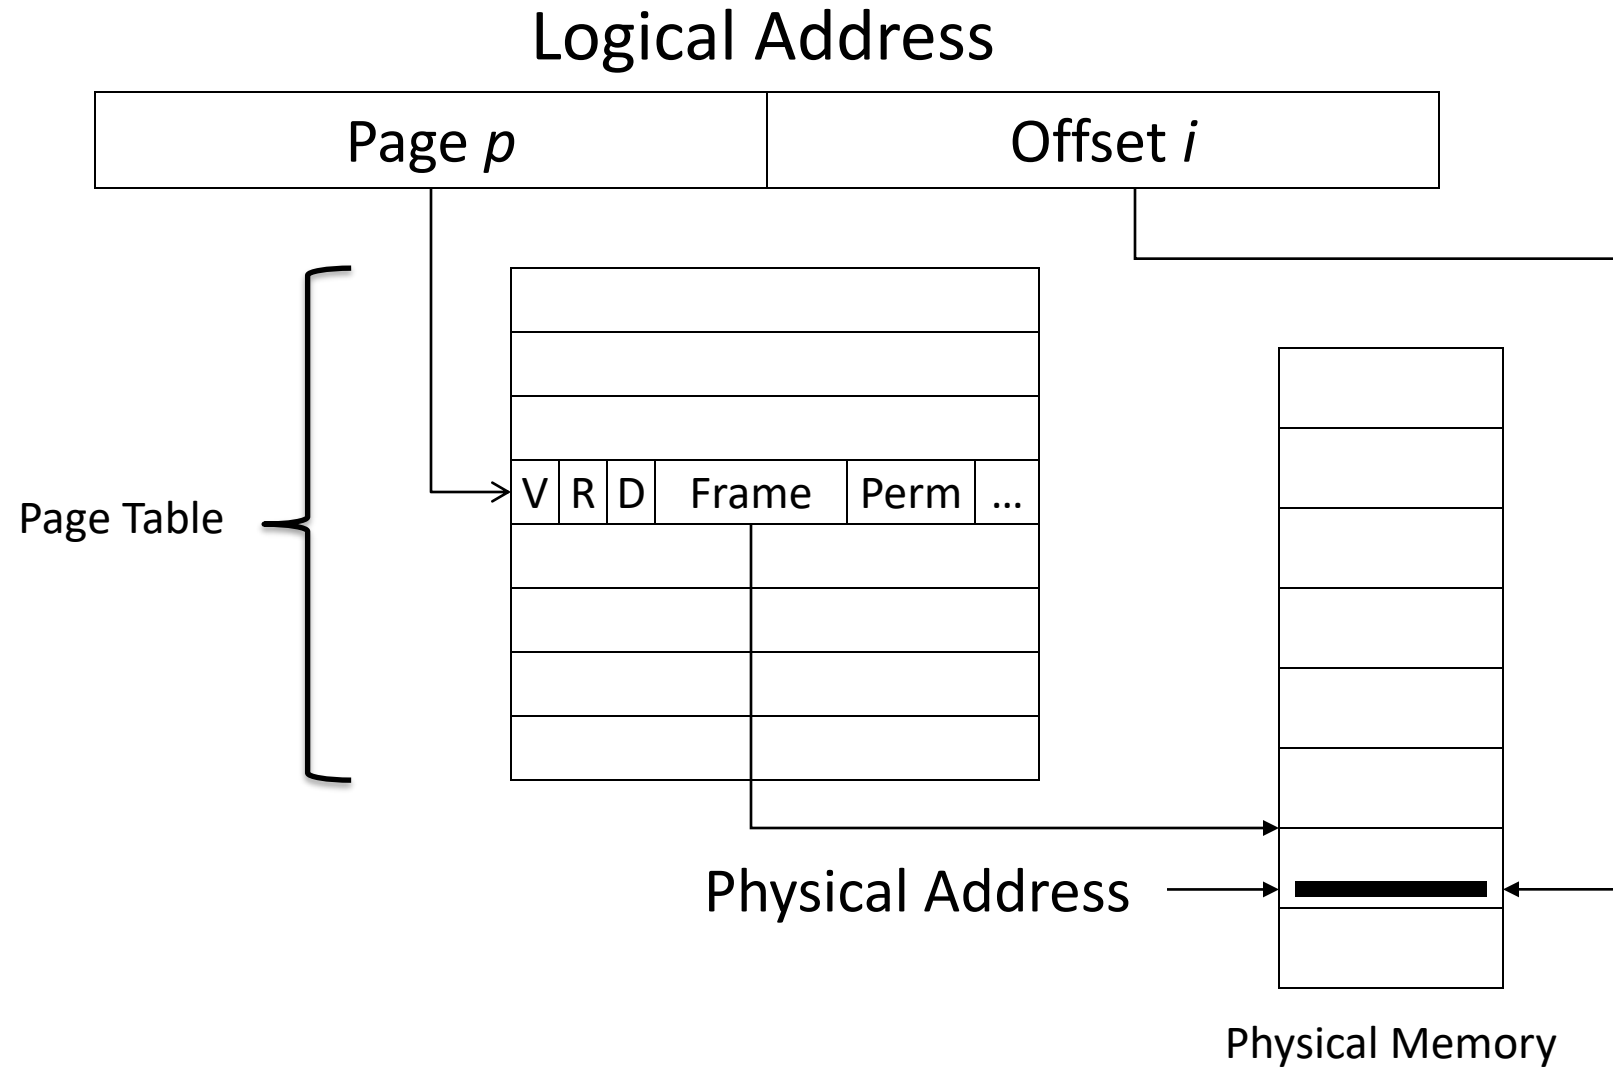 Logical Address
Page p
Offset i
Page Table
V R D Frame Perm ...
Physical Address
Physical Memory